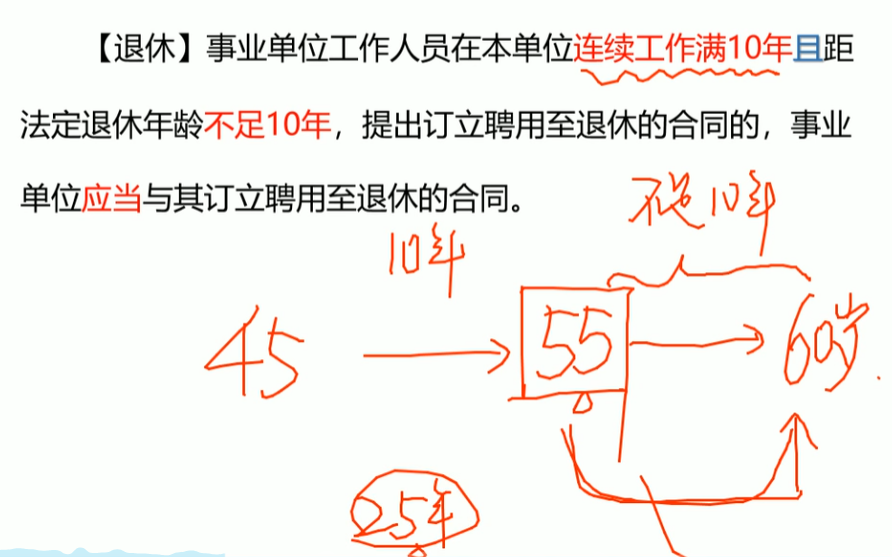 【退休】事业单位工作人员在本单位连续工作满10年且距
法定退休年龄不足10年，提出订立聘用至退休的合同的，事业
单位应当与其订立聘用至退休的合同。
不足10年
10年
45 55 60岁
25年